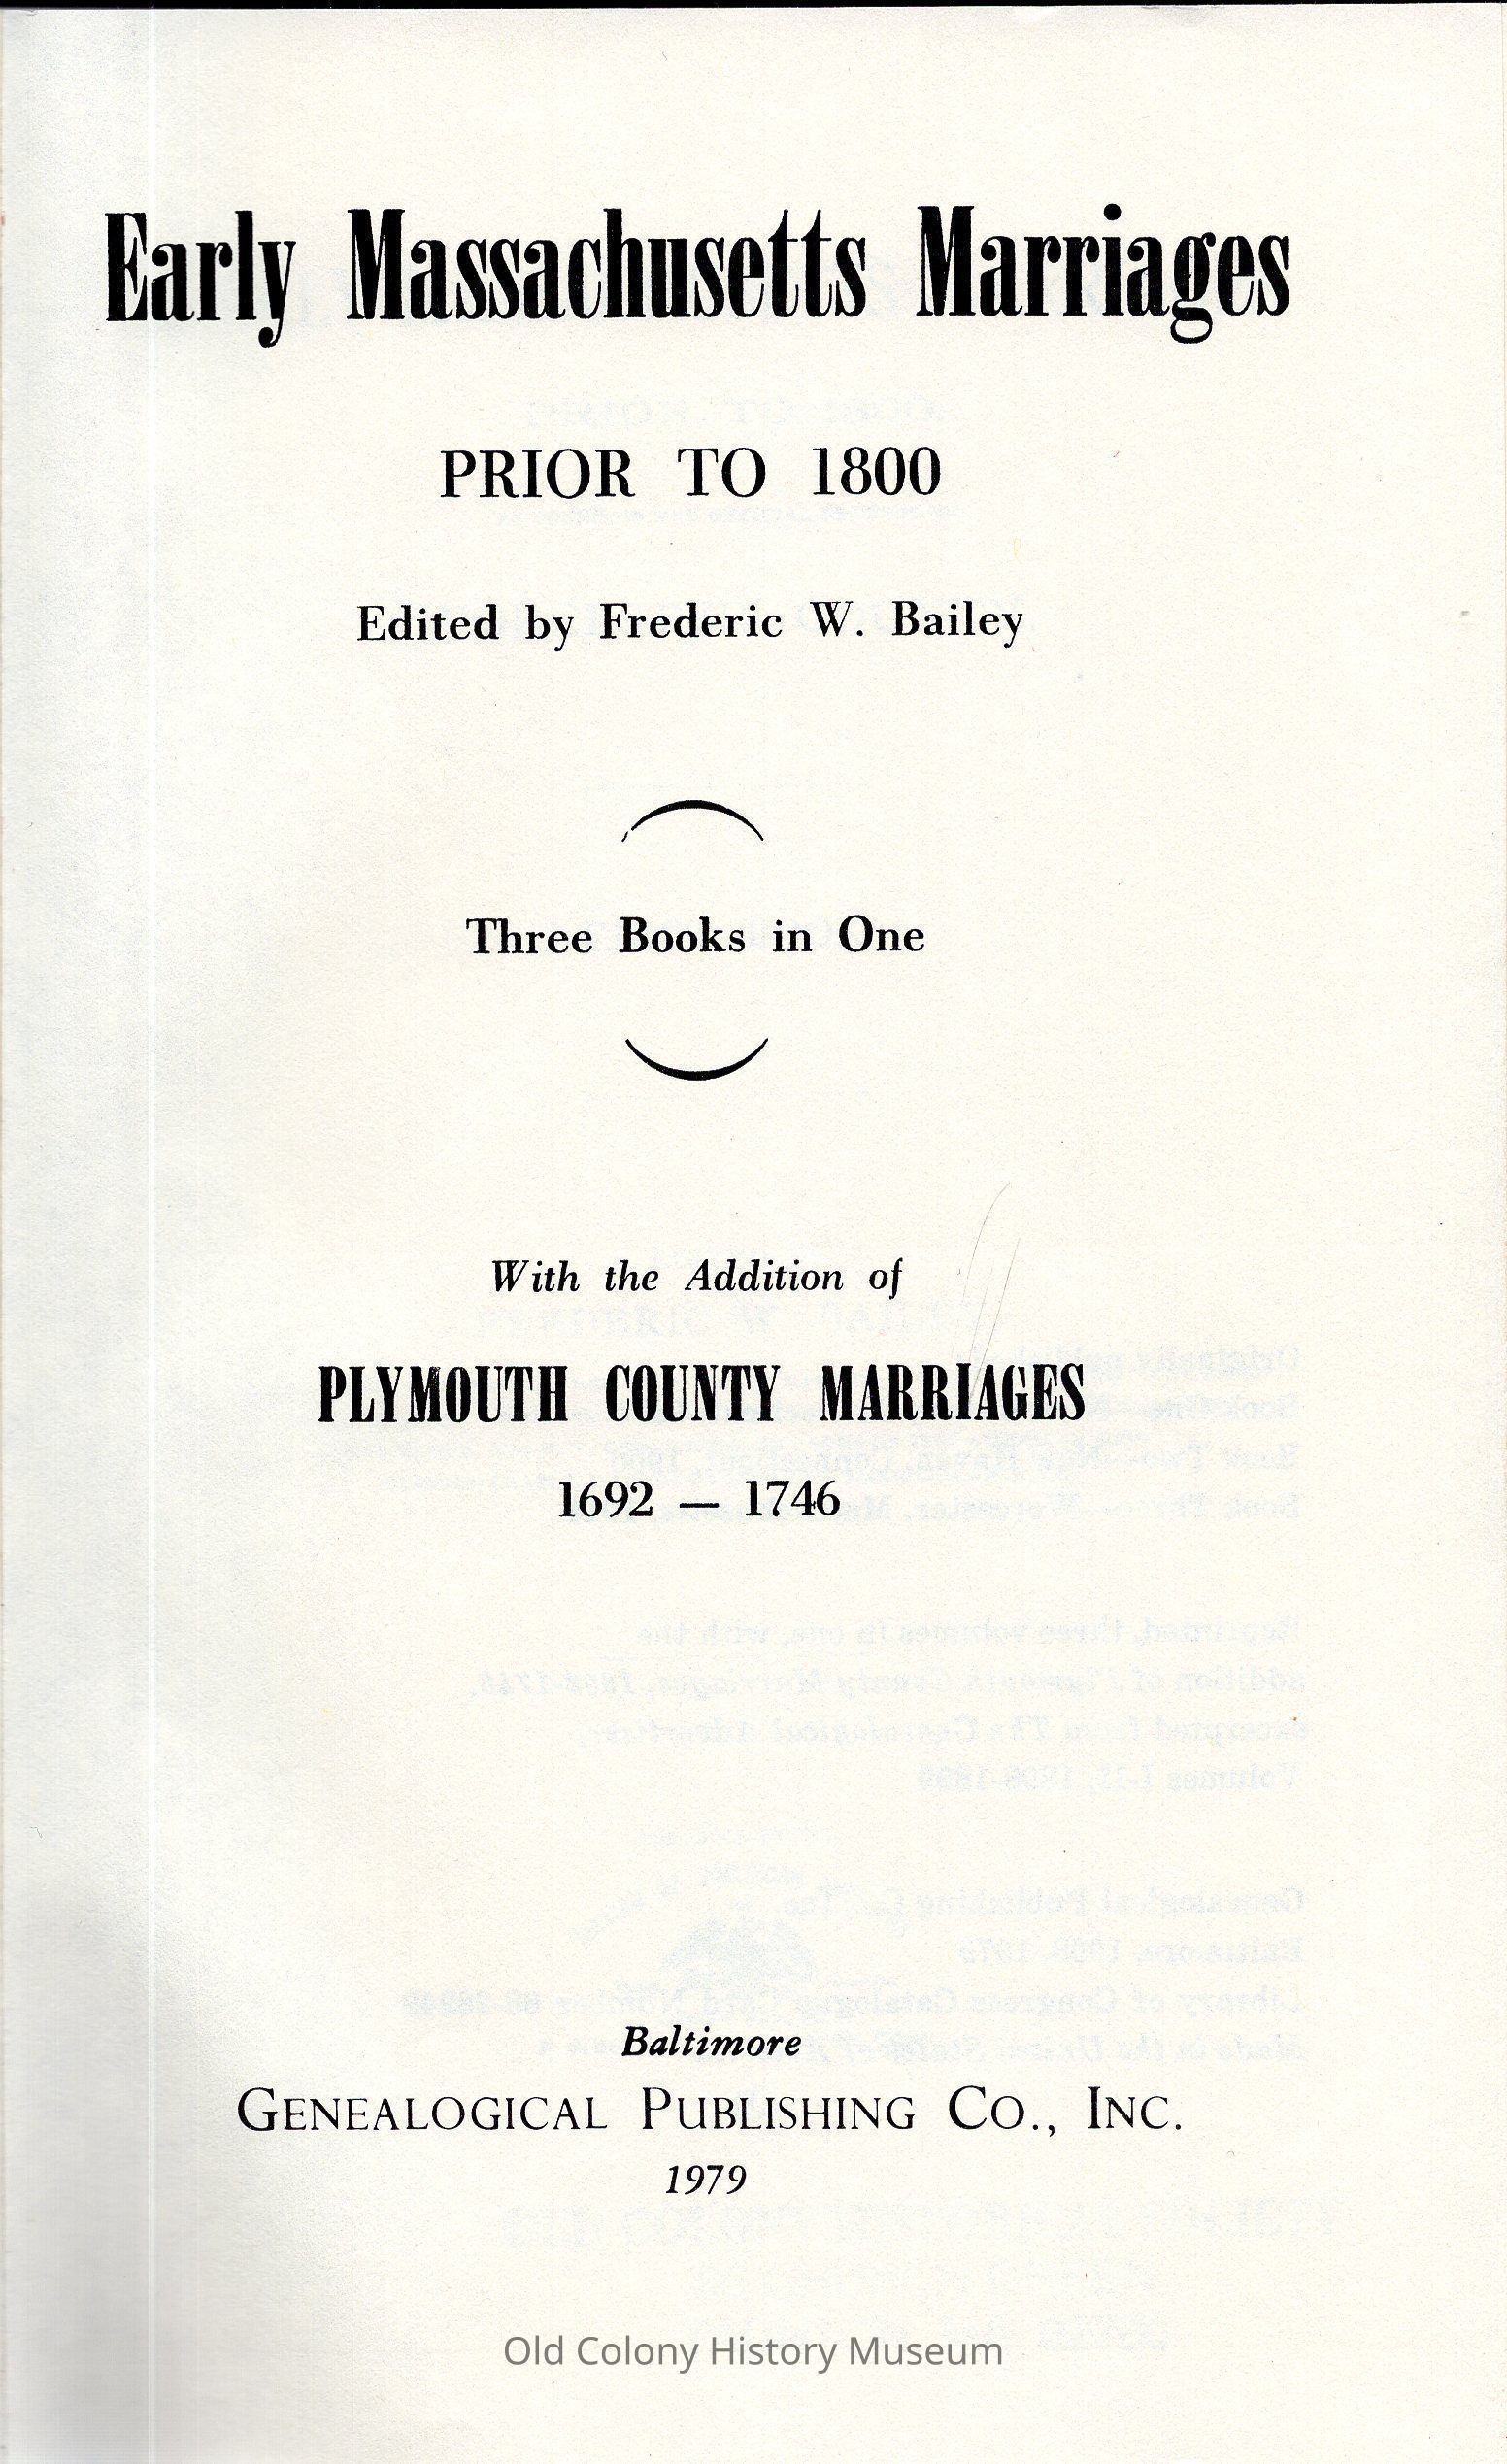 Early Massachusetts Marriages
PRIOR TO 1800
Edited by Frederic W. Bailey
Three Books in One
With the Addition of
PLYMOUTH COUNTY MARRIAGES
1692 — 1746
Baltimore
GENEALOGICAL PUBLISHING CO., INC.
1979
Old Colony History Museum